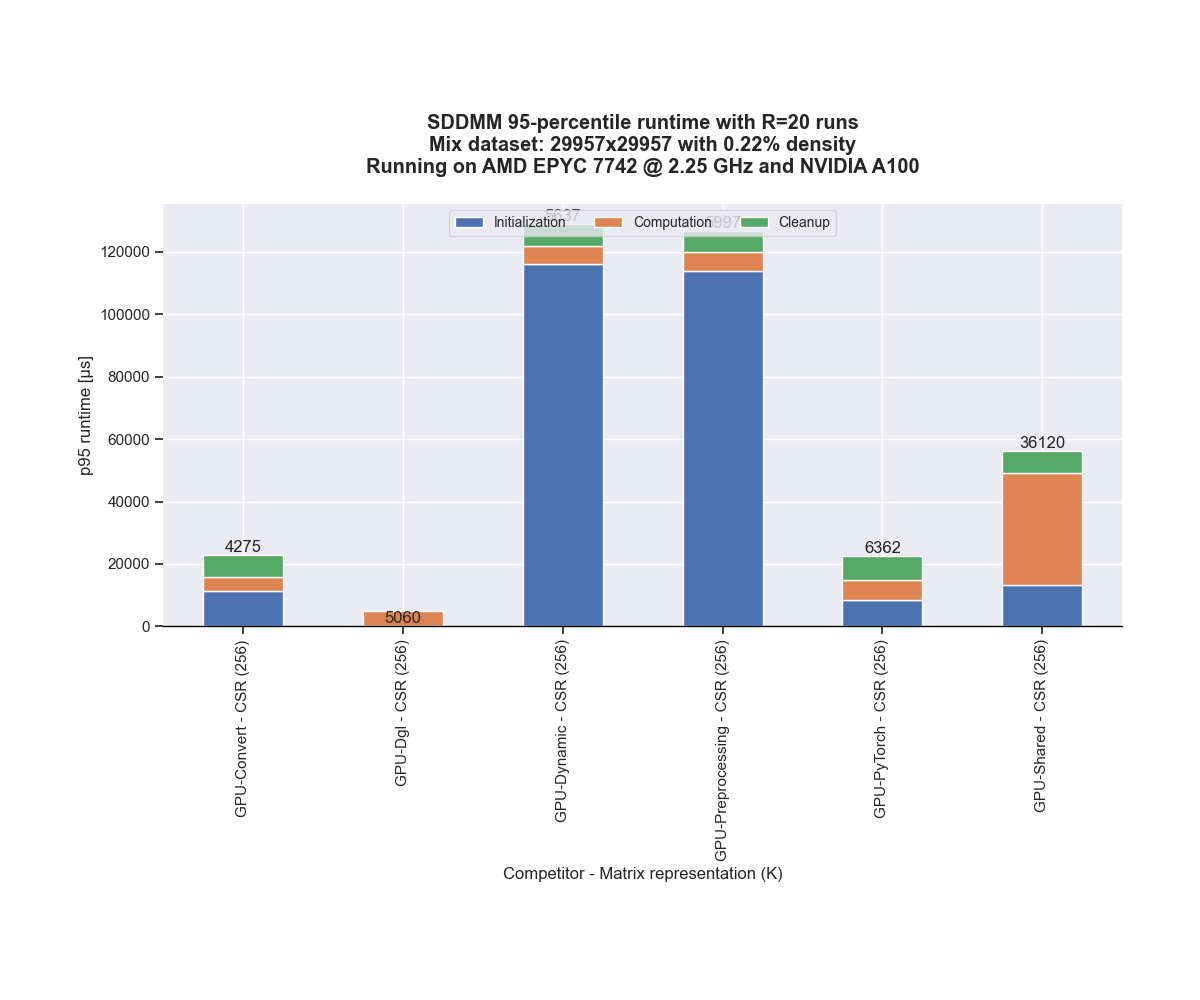 SDDMM 95-percentile runtime with R=20 runs
Mix dataset: 29957x29957 with 0.22% density
Running on AMD EPYC 7742 @ 2.25 GHz and NVIDIA A100
Initialization Computation Cleanup
5637
5997
120000
100000
80000
60000
40000
20000
0
p95 runtime [µs]
4275
5060
6362
36120
GPU-Convert - CSR (256)
GPU-Dgl - CSR (256)
GPU-Dynamic - CSR (256)
GPU-Preprocessing - CSR (256)
GPU-PyTorch - CSR (256)
GPU-Shared - CSR (256)
Competitor - Matrix representation (K)